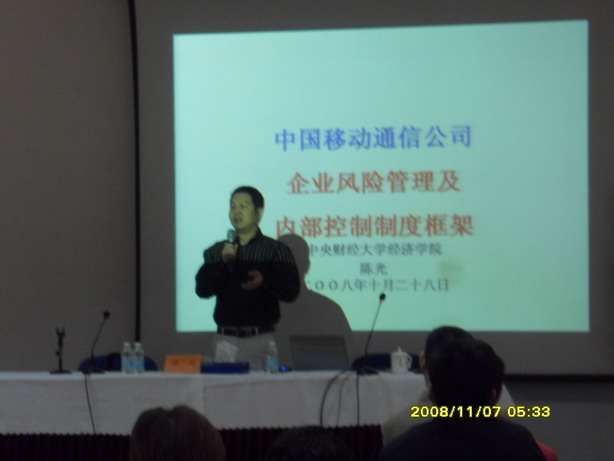 中国移动通信公司
企业风险管理及
内部控制制度框架
中央财经大学经济学院
陈光
二〇〇八年十月二十八日
2008/11/07 05:33